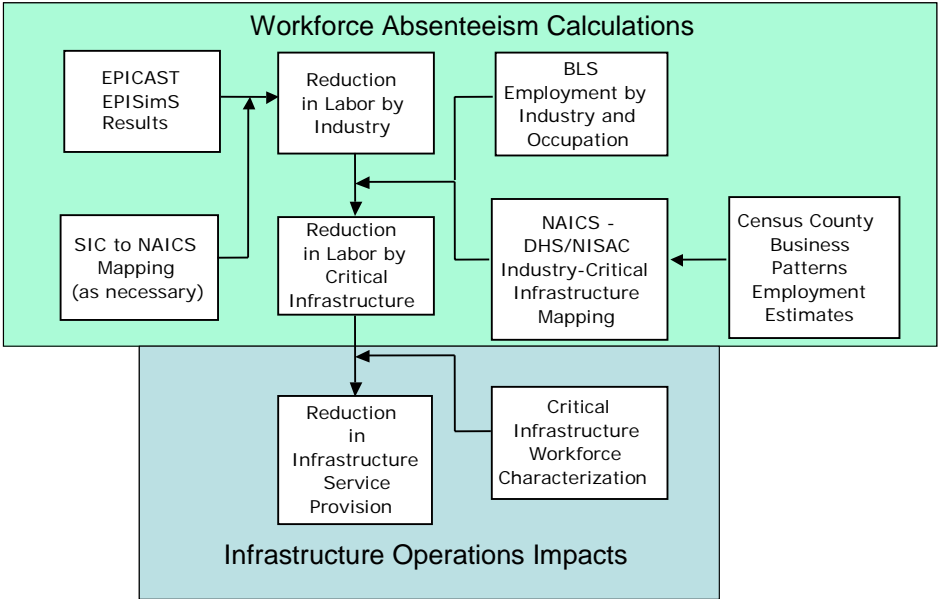 Workforce Absenteeism Calculations
EPICAST
EPISimS
Results
Reduction
in Labor by
Industry
BLS
Employment by
Industry and
Occupation
SIC to NAICS
Mapping
(as necessary)
Reduction
in Labor by
Critical
Infrastructure
NAICS -
DHS/NISAC
Industry-Critical
Infrastructure
Mapping
Census County
Business
Patterns
Employment
Estimates
Reduction
in
Infrastructure
Service
Provision
Critical
Infrastructure
Workforce
Characterization
Infrastructure Operations Impacts